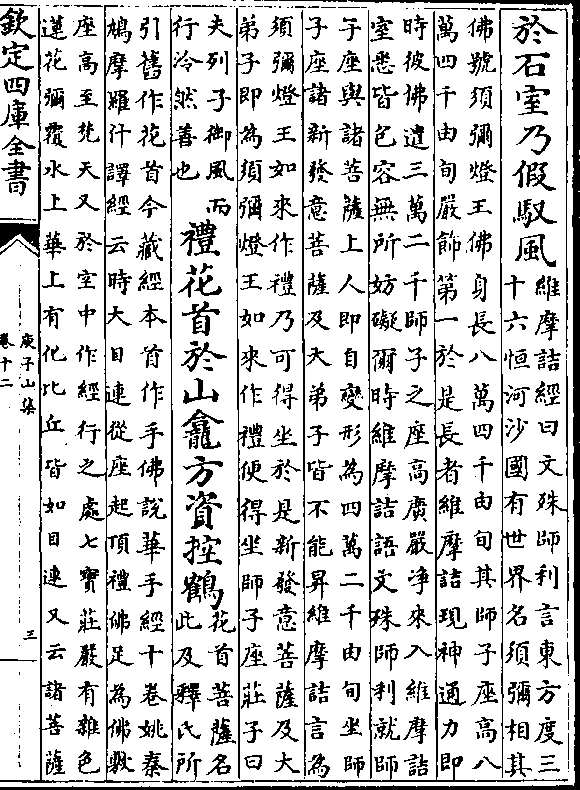 於石室乃假馭風
維摩詰經曰文殊師利言東方度三
十六恒河沙國有世界名須彌相其
佛號須彌燈王佛身長八萬四千由旬其師子座高八
萬四千由旬嚴飾第一於是長者維摩詰現神通力即
時彼佛遣三萬二千師子之座高廣嚴淨來入維摩詰
室悉皆包容無所妨礙爾時維摩詰語文殊師利就師
子座與諸菩薩上人即自變形為四萬二千由旬坐師
子座諸新發意菩薩及大弟子皆不能昇維摩詰言為
須彌燈王如來作禮乃可得坐於是新發意菩薩及大
弟子即為須彌燈王如來作禮便得坐師子座莊子曰
夫列子御風而
行泠然善也
禮花首於山龕方資控鶴
花首菩薩名
此及釋氏所
引舊作花首今藏經本首作手佛說華手經十卷姚秦
鳩摩羅什譯經云時大目連從座起頂禮佛足為佛敷
座高至梵天又於空中作經行之處七寶莊嚴有雜色
蓮花彌覆水上華上有化比丘皆如目連又云諸菩薩
欽定四庫全書
庾子山集
卷十二
三